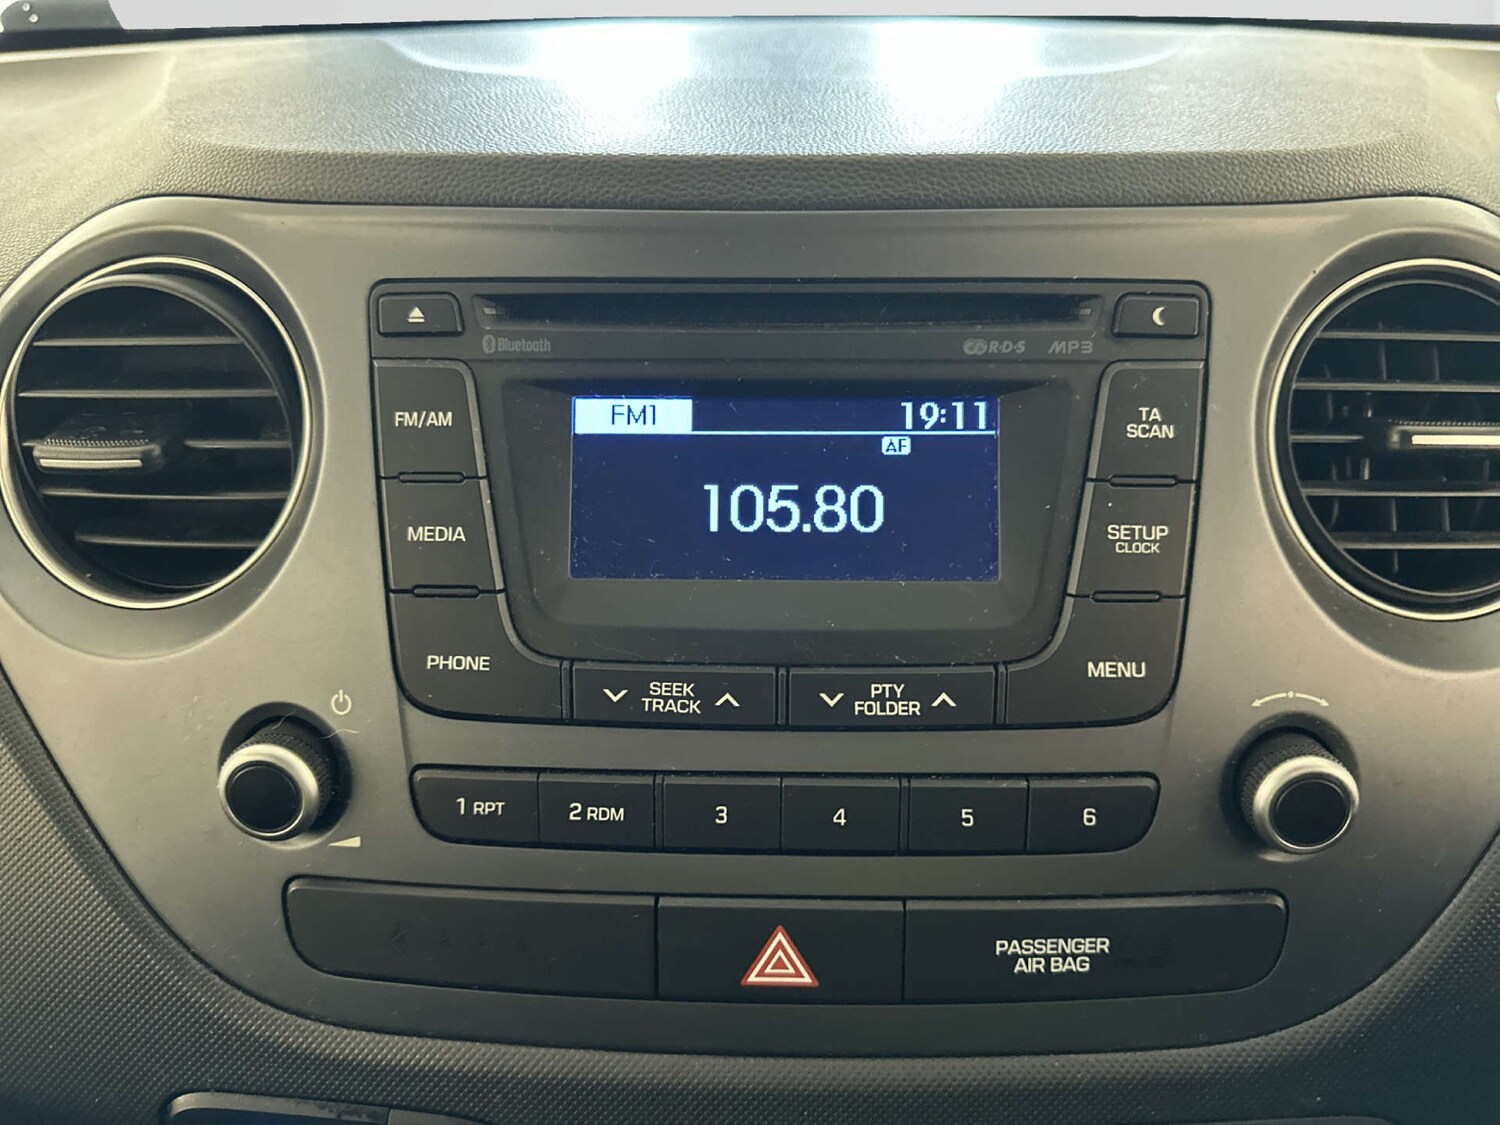 Bluetooth
R·D·S MP3
FM/AM
FM1
19:11
AF
105.80
TA
SCAN
MEDIA
SETUP
CLOCK
PHONE
SEEK
TRACK
PTY
FOLDER
MENU
1 RPT
2 RDM
3
4
5
6
PASSENGER
AIR BAG